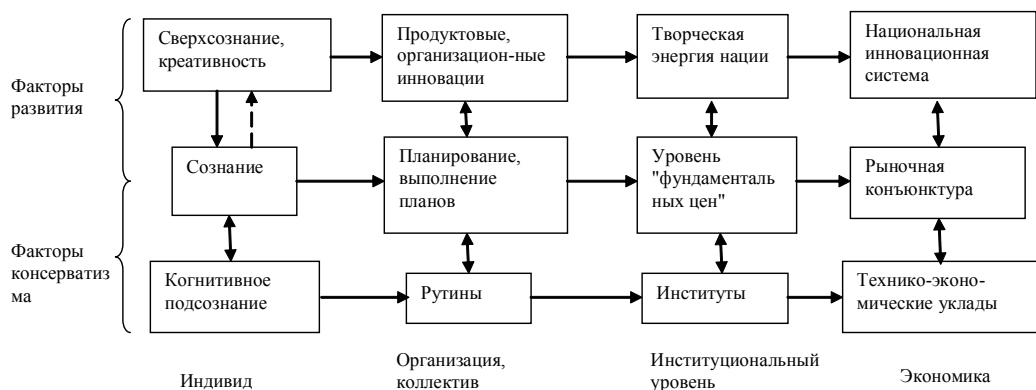 Факторы
развития
Факторы
консерватиз
ма
Сверхсознание,
креативность
Продуктовые,
организацион-ные
инновации
Творческая
энергия нации
Национальная
инновационная
система
Сознание
Планирование,
выполнение
планов
Уровень
"фундаменталь
ных цен"
Рыночная
конъюнктура
Когнитивное
подсознание
Рутины
Институты
Технико-эконо-
мические уклады
Индивид
Организация,
коллектив
Институциональный
уровень
Экономика